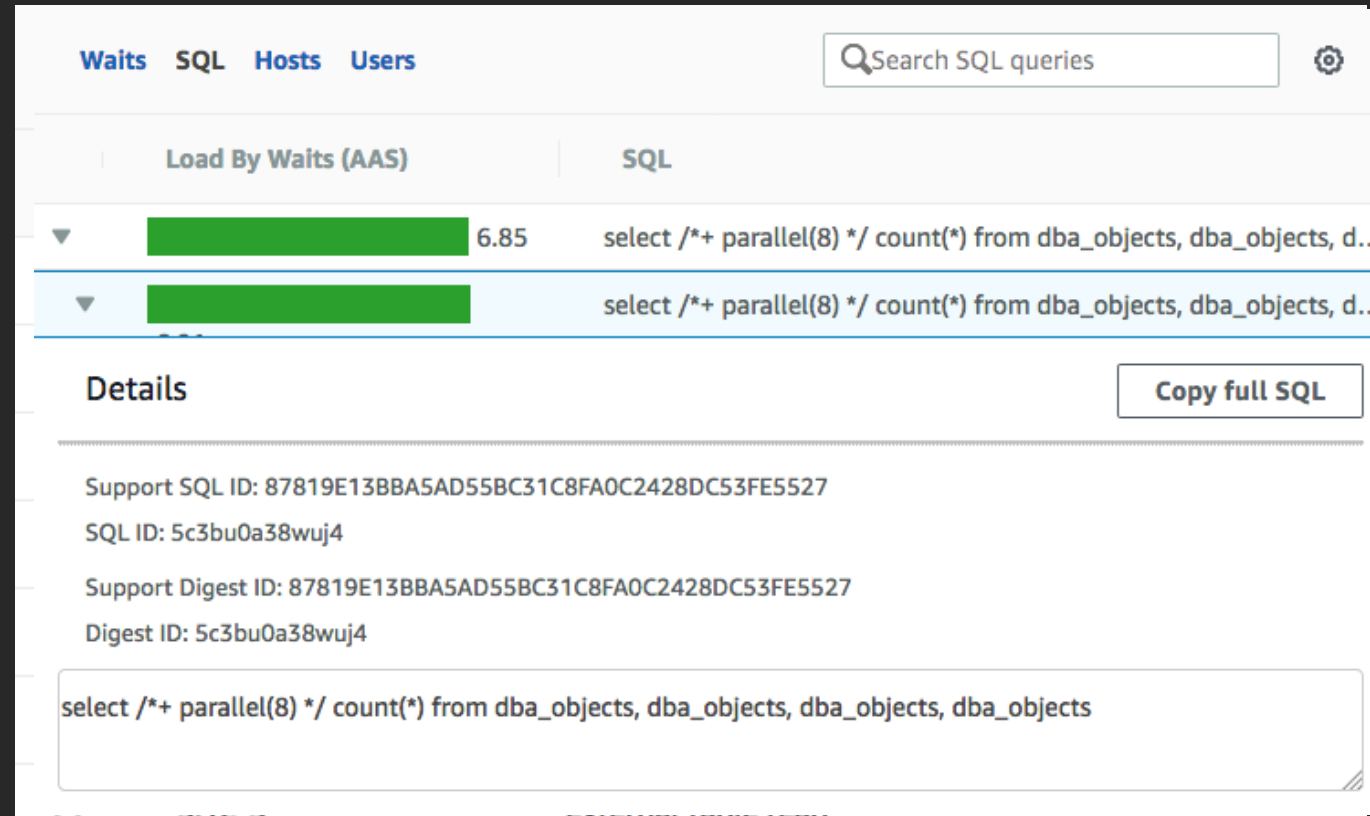 Waits SQL Hosts Users Search SQL queries
Load By Waits (AAS) SQL
6.85 select /*+ parallel(8) */ count(*) from dba_objects, dba_objects, d..
select /*+ parallel(8) */ count(*) from dba_objects, dba_objects, d..
Details Copy full SQL
Support SQL ID: 87819E13BBA5AD55BC31C8FA0C2428DC53FE5527
SQL ID: 5c3bu0a38wuj4
Support Digest ID: 87819E13BBA5AD55BC31C8FA0C2428DC53FE5527
Digest ID: 5c3bu0a38wuj4
select /*+ parallel(8) */ count(*) from dba_objects, dba_objects, dba_objects, dba_objects